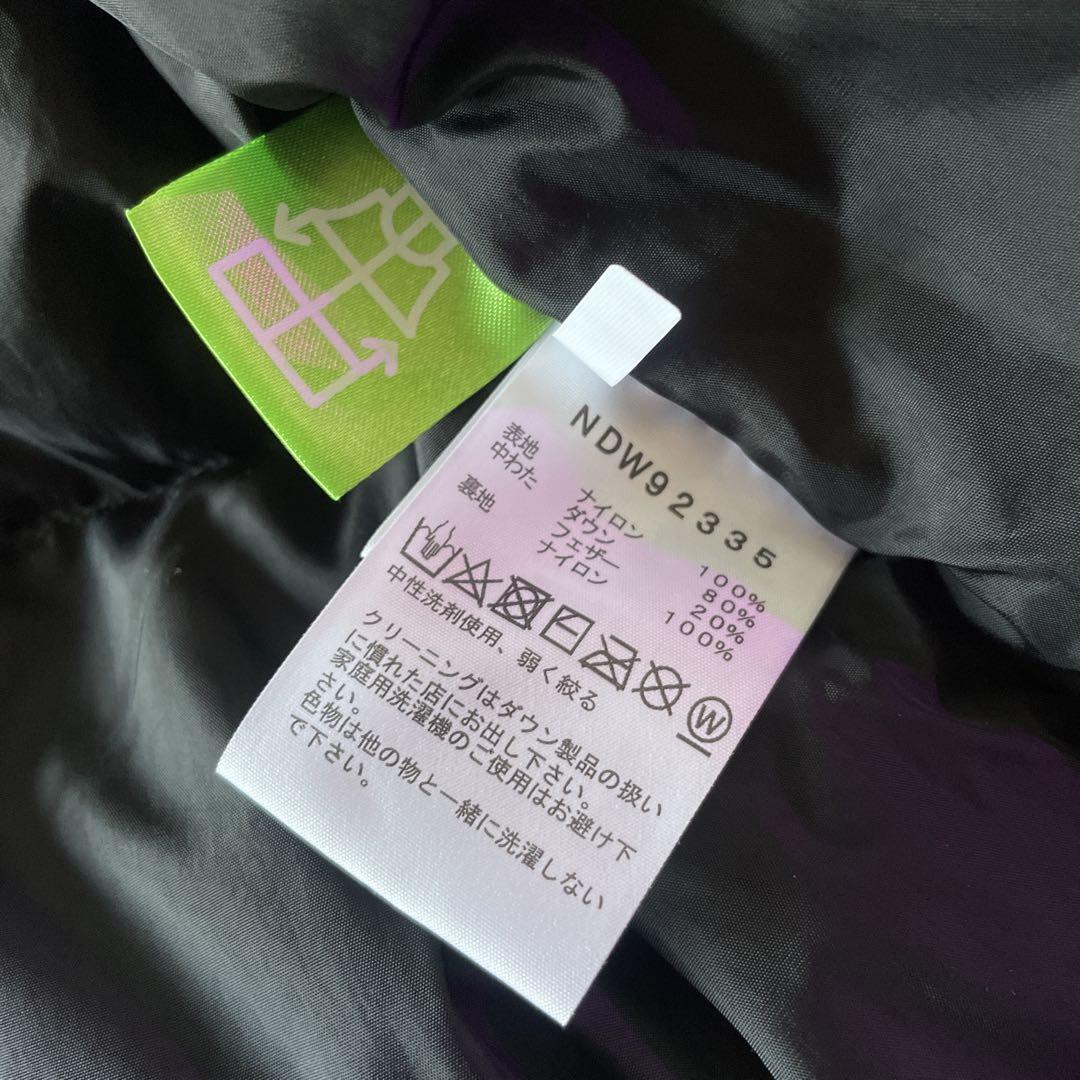 NDW92335
表地 ナイロン 100%
中わた ダウン 80%
フェザー 20%
裏地 ナイロン 100%
中性洗剤使用、弱く絞る
W
クリーニングはダウン製品の扱い
に慣れた店にお出し下さい。
家庭用洗濯機のご使用はお避け下
さい。
色物は他の物と一緒に洗濯しない
で下さい。